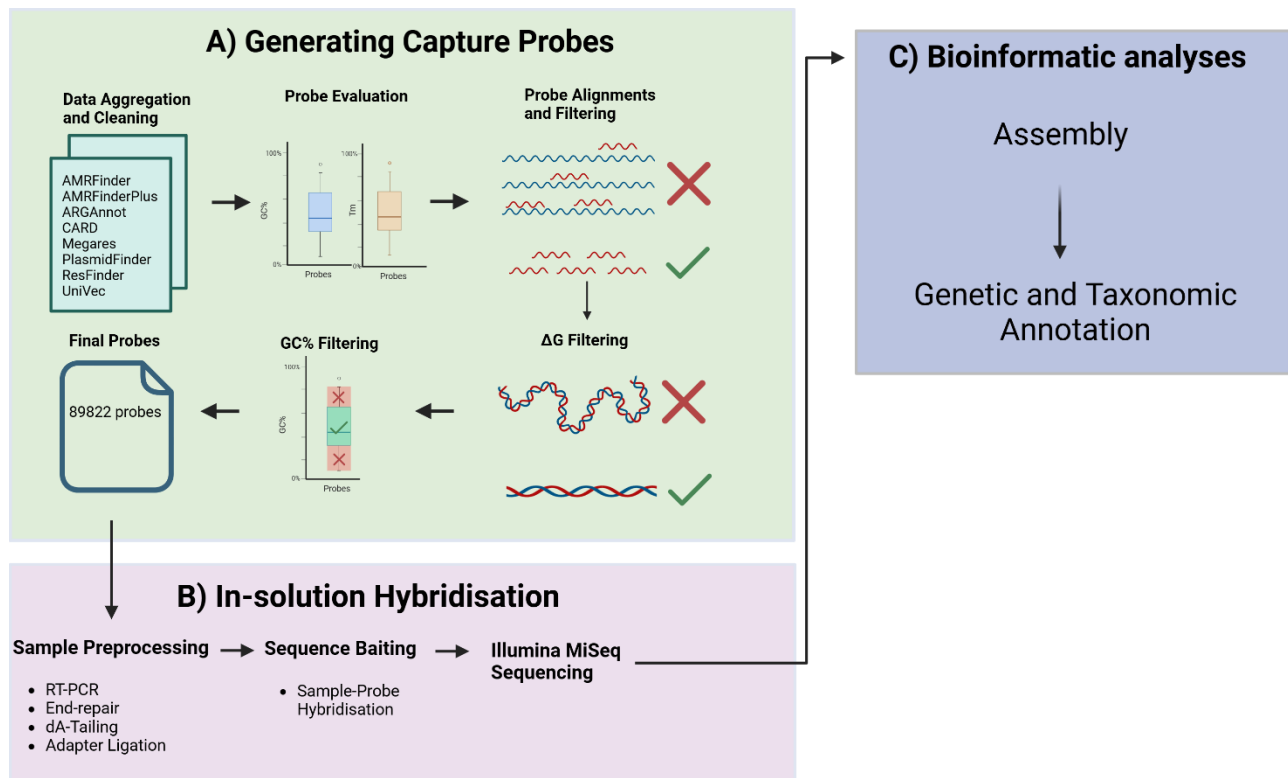 A) Generating Capture Probes
Data Aggregation
and Cleaning
AMRFinder
AMRFinderPlus
ARGAnnot
CARD
Megares
PlasmidFinder
ResFinder
UniVec
Probe Evaluation
100%
GC%
0%
Probes
100%
Tm
0%
Probes
Probe Alignments
and Filtering
ΔG Filtering
GC% Filtering
100%
GC%
0%
Probes
Final Probes
89822 probes
B) In-solution Hybridisation
Sample Preprocessing
• RT-PCR
• End-repair
• dA-Tailing
• Adapter Ligation
Sequence Baiting
• Sample-Probe
Hybridisation
Illumina MiSeq
Sequencing
C) Bioinformatic analyses
Assembly
Genetic and Taxonomic
Annotation